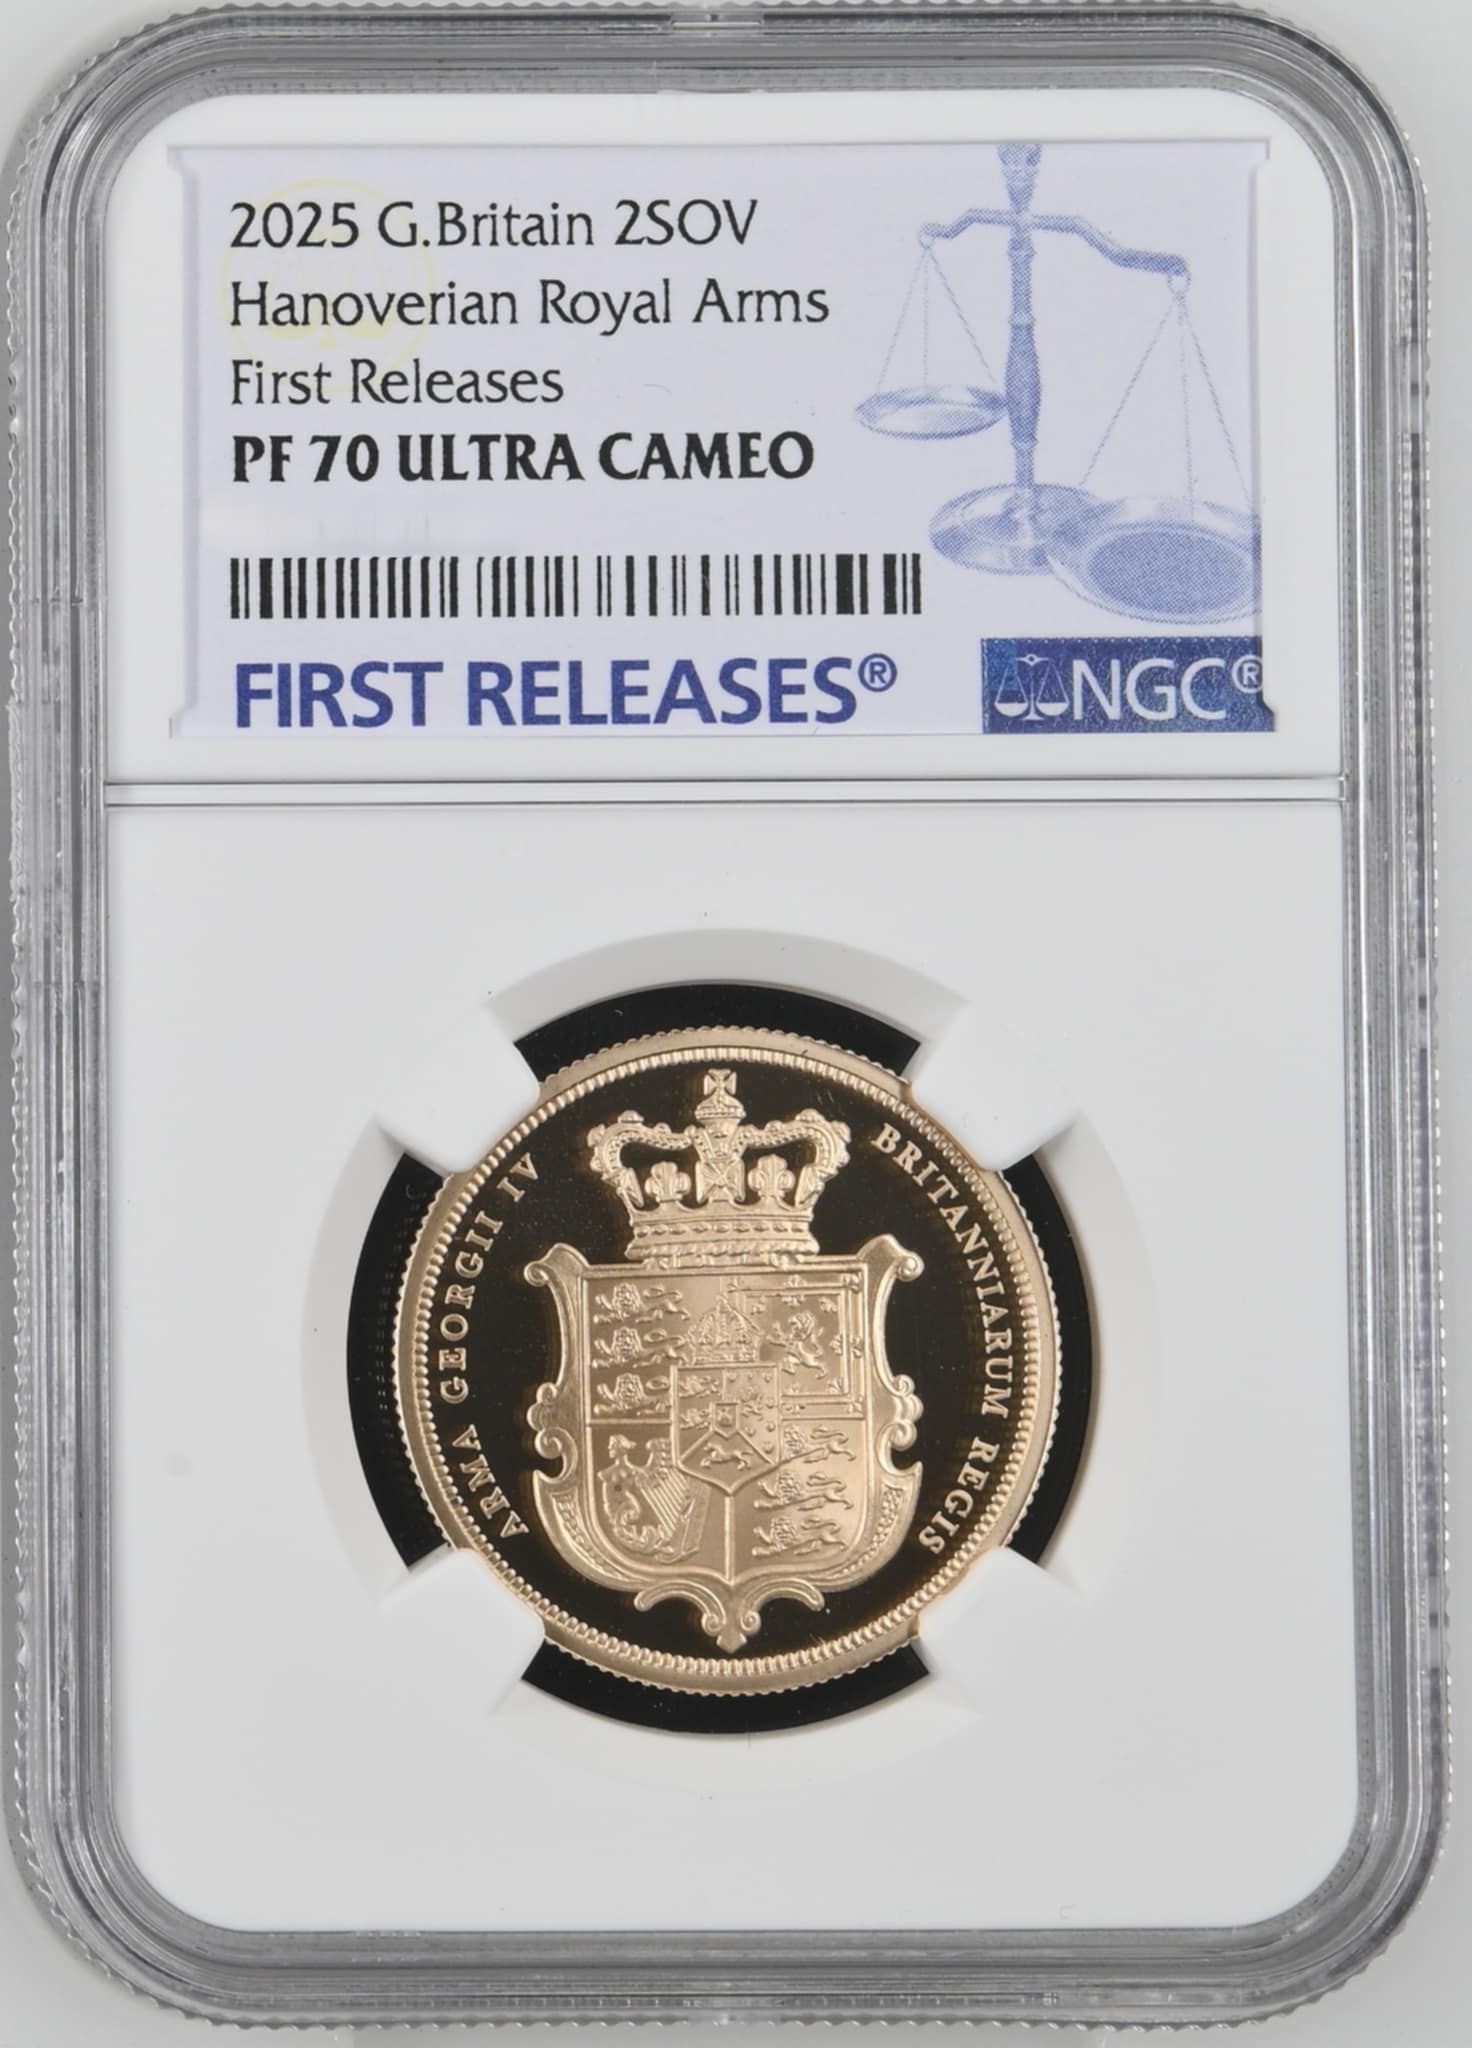 2025 G.Britain 2SOV
Hanoverian Royal Arms
First Releases
PF 70 ULTRA CAMEO
FIRST RELEASES®
NGC®
ARMA GEORGII IV
BRITANNIARUM REGIS